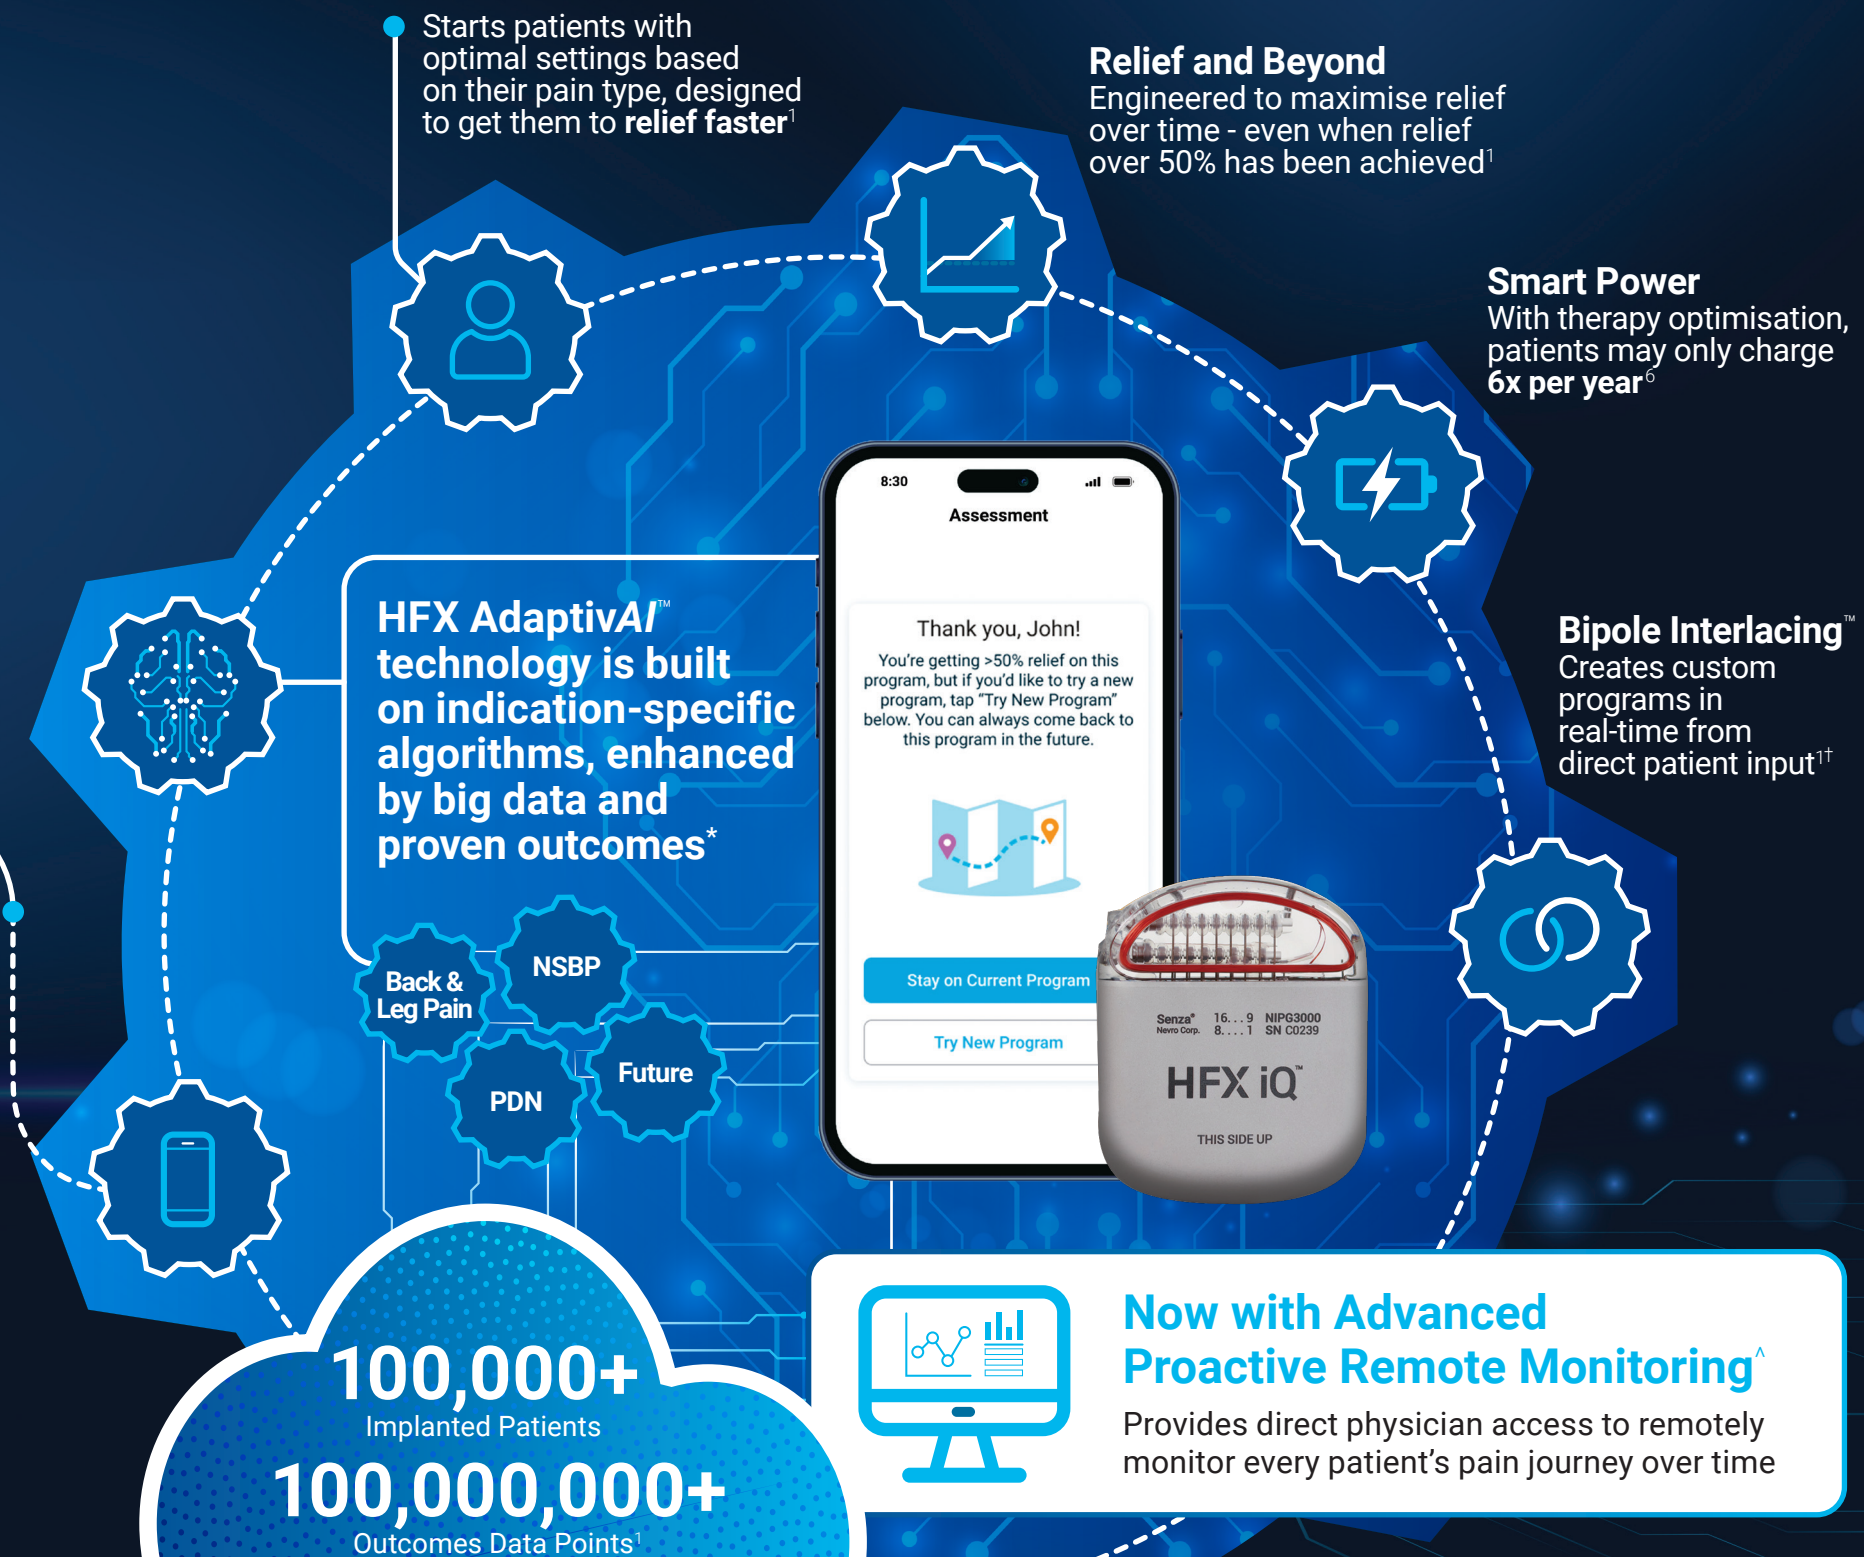 Starts patients with
optimal settings based
on their pain type, designed
to get them to relief faster¹
Relief and Beyond
Engineered to maximise relief
over time - even when relief
over 50% has been achieved¹
Smart Power
With therapy optimisation,
patients may only charge
6x per year⁶
Bipole Interlacing™
Creates custom
programs in
real-time from
direct patient input¹†
HFX AdaptivAI™
technology is built
on indication-specific
algorithms, enhanced
by big data and
proven outcomes*
Back &
Leg Pain
NSBP
PDN
Future
8:30
Assessment
Thank you, John!
You're getting >50% relief on this
program, but if you'd like to try a new
program, tap “Try New Program”
below. You can always come back to
this program in the future.
Stay on Current Program
Try New Program
Senza® 16...9 NIPG3000
Nevro Corp. 8....1 SN C0239
HFX iQ™
THIS SIDE UP
100,000+
Implanted Patients
100,000,000+
Outcomes Data Points¹
Now with Advanced
Proactive Remote Monitoring^
Provides direct physician access to remotely
monitor every patient's pain journey over time